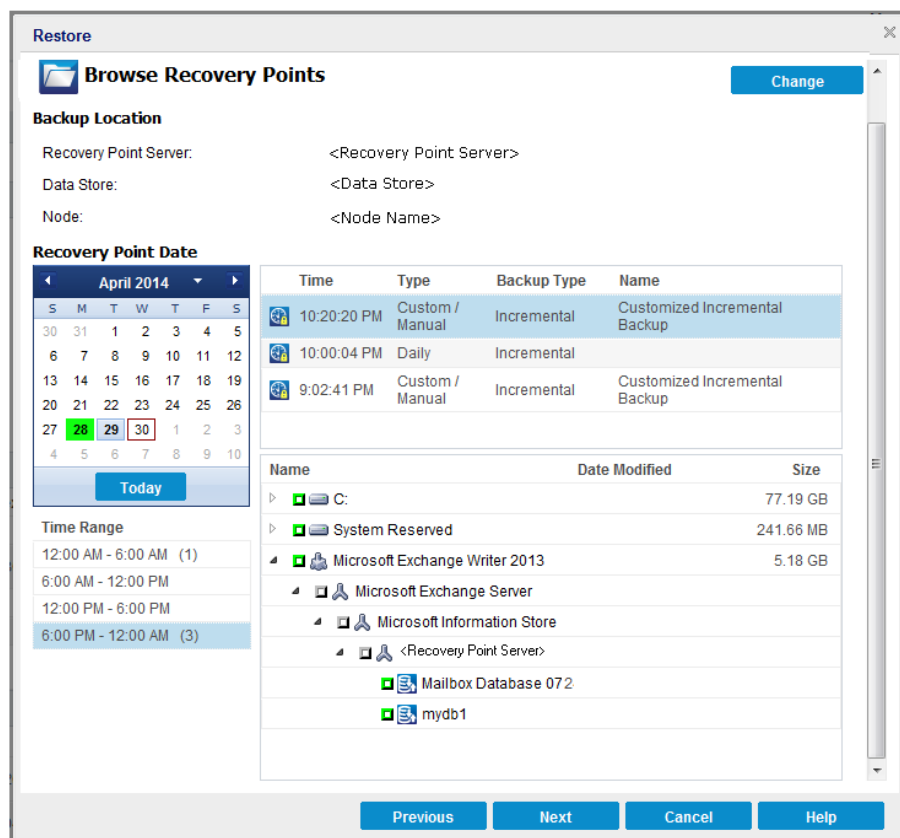 Restore
Browse Recovery Points
Change
Backup Location
Recovery Point Server: <Recovery Point Server>
Data Store: <Data Store>
Node: <Node Name>
Recovery Point Date
April 2014
S M T W T F S
30 31 1 2 3 4 5
6 7 8 9 10 11 12
13 14 15 16 17 18 19
20 21 22 23 24 25 26
27 28 29 30 1 2 3
4 5 6 7 8 9 10
Today
Time Range
12:00 AM - 6:00 AM (1)
6:00 AM - 12:00 PM
12:00 PM - 6:00 PM
6:00 PM - 12:00 AM (3)
Time Type Backup Type Name
10:20:20 PM Custom / Manual Incremental Customized Incremental Backup
10:00:04 PM Daily Incremental
9:02:41 PM Custom / Manual Incremental Customized Incremental Backup
Name Date Modified Size
C: 77.19 GB
System Reserved 241.66 MB
Microsoft Exchange Writer 2013 5.18 GB
Microsoft Exchange Server
Microsoft Information Store
<Recovery Point Server>
Mailbox Database 072
mydb1
Previous Next Cancel Help